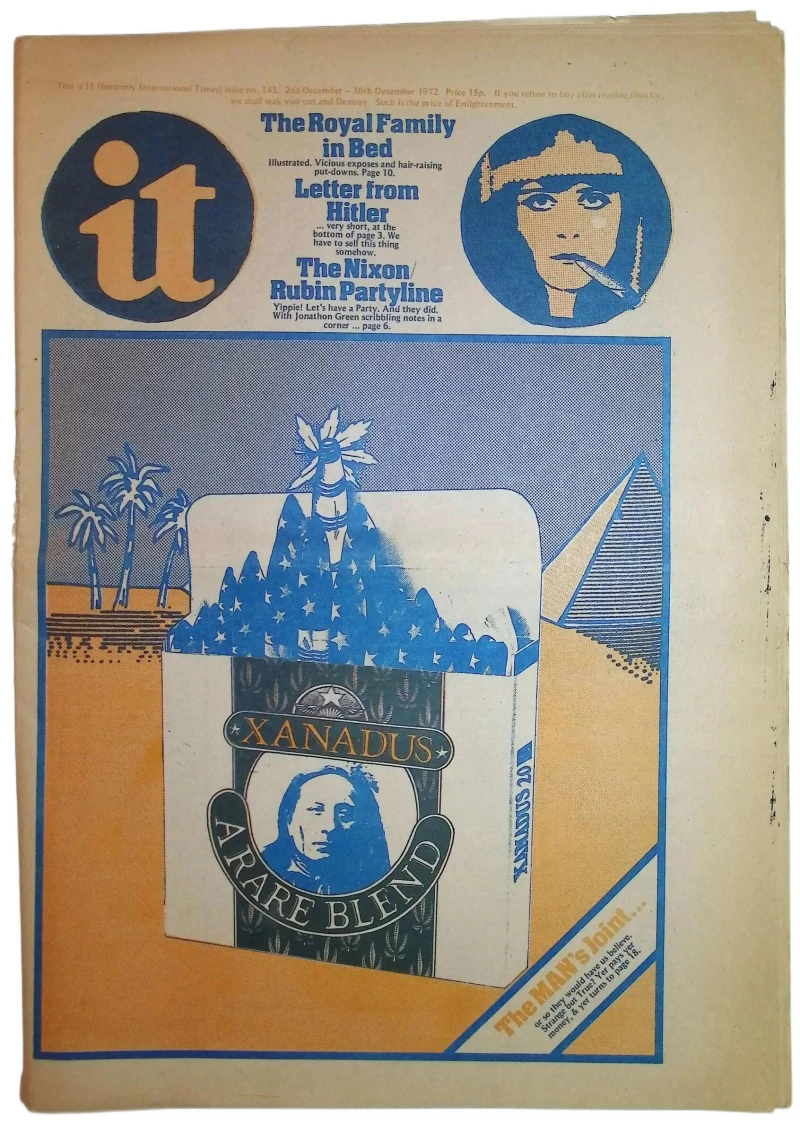 This is IT (formerly International Times) issue no. 143. 2nd December – 16th December 1972. Price 15p. If you refuse to buy after reading thus far,
we shall seek you out and Destroy. Such is the price of Enlightenment.
it
The Royal Family
in Bed
Illustrated. Vicious exposes and hair-raising
put-downs. Page 10.
Letter from
Hitler
... very short, at the
bottom of page 3. We
have to sell this thing
somehow.
The Nixon/
Rubin Partyline
Yippie! Let's have a Party. And they did.
With Jonathon Green scribbling notes in a
corner ... page 6.
XANADUS
A RARE BLEND
XANADUS 20
The MAN's Joint...
or so they would have us believe.
Strange but True? Yer pays yer
money, & yer turns to page 18.